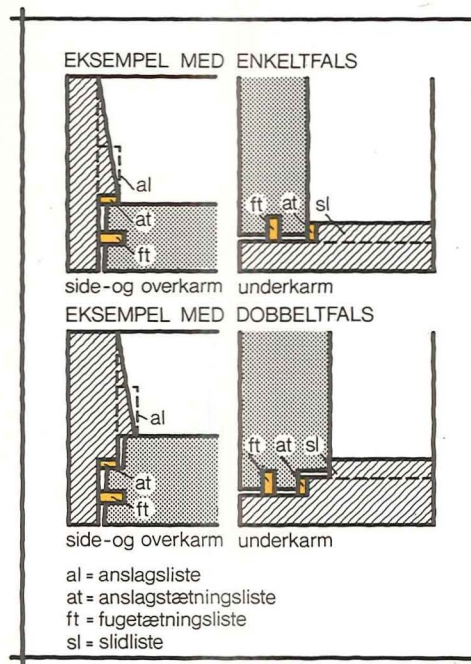 EKSEMPEL MED ENKELTFALS
al
at
ft
ft at sl
side-og overkarm underkarm
EKSEMPEL MED DOBBELTFALS
al
at
ft
ft at sl
side-og overkarm underkarm
al = anslagsliste
at = anslagstætningsliste
ft = fugetætningsliste
sl = slidliste